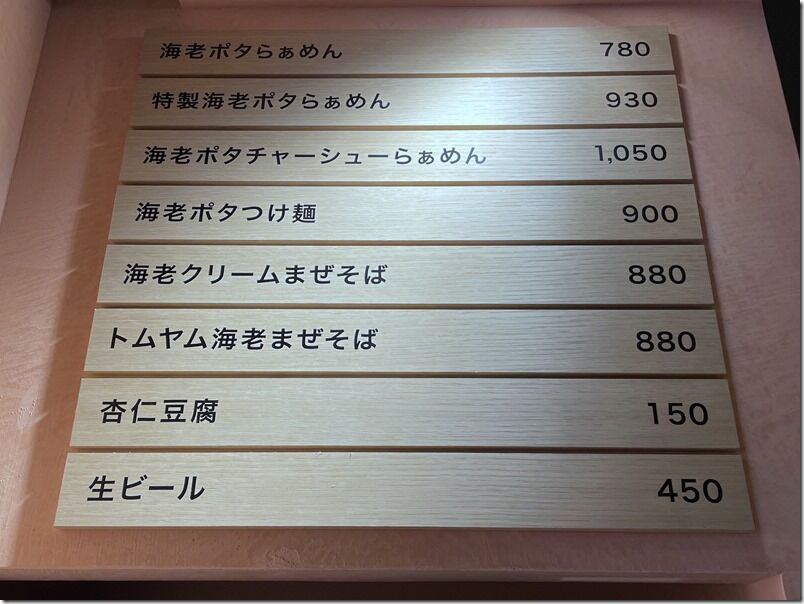 海老ポタらぁめん 780
特製海老ポタらぁめん 930
海老ポタチャーシューらぁめん 1,050
海老ポタつけ麺 900
海老クリームまぜそば 880
トムヤム海老まぜそば 880
杏仁豆腐 150
生ビール 450